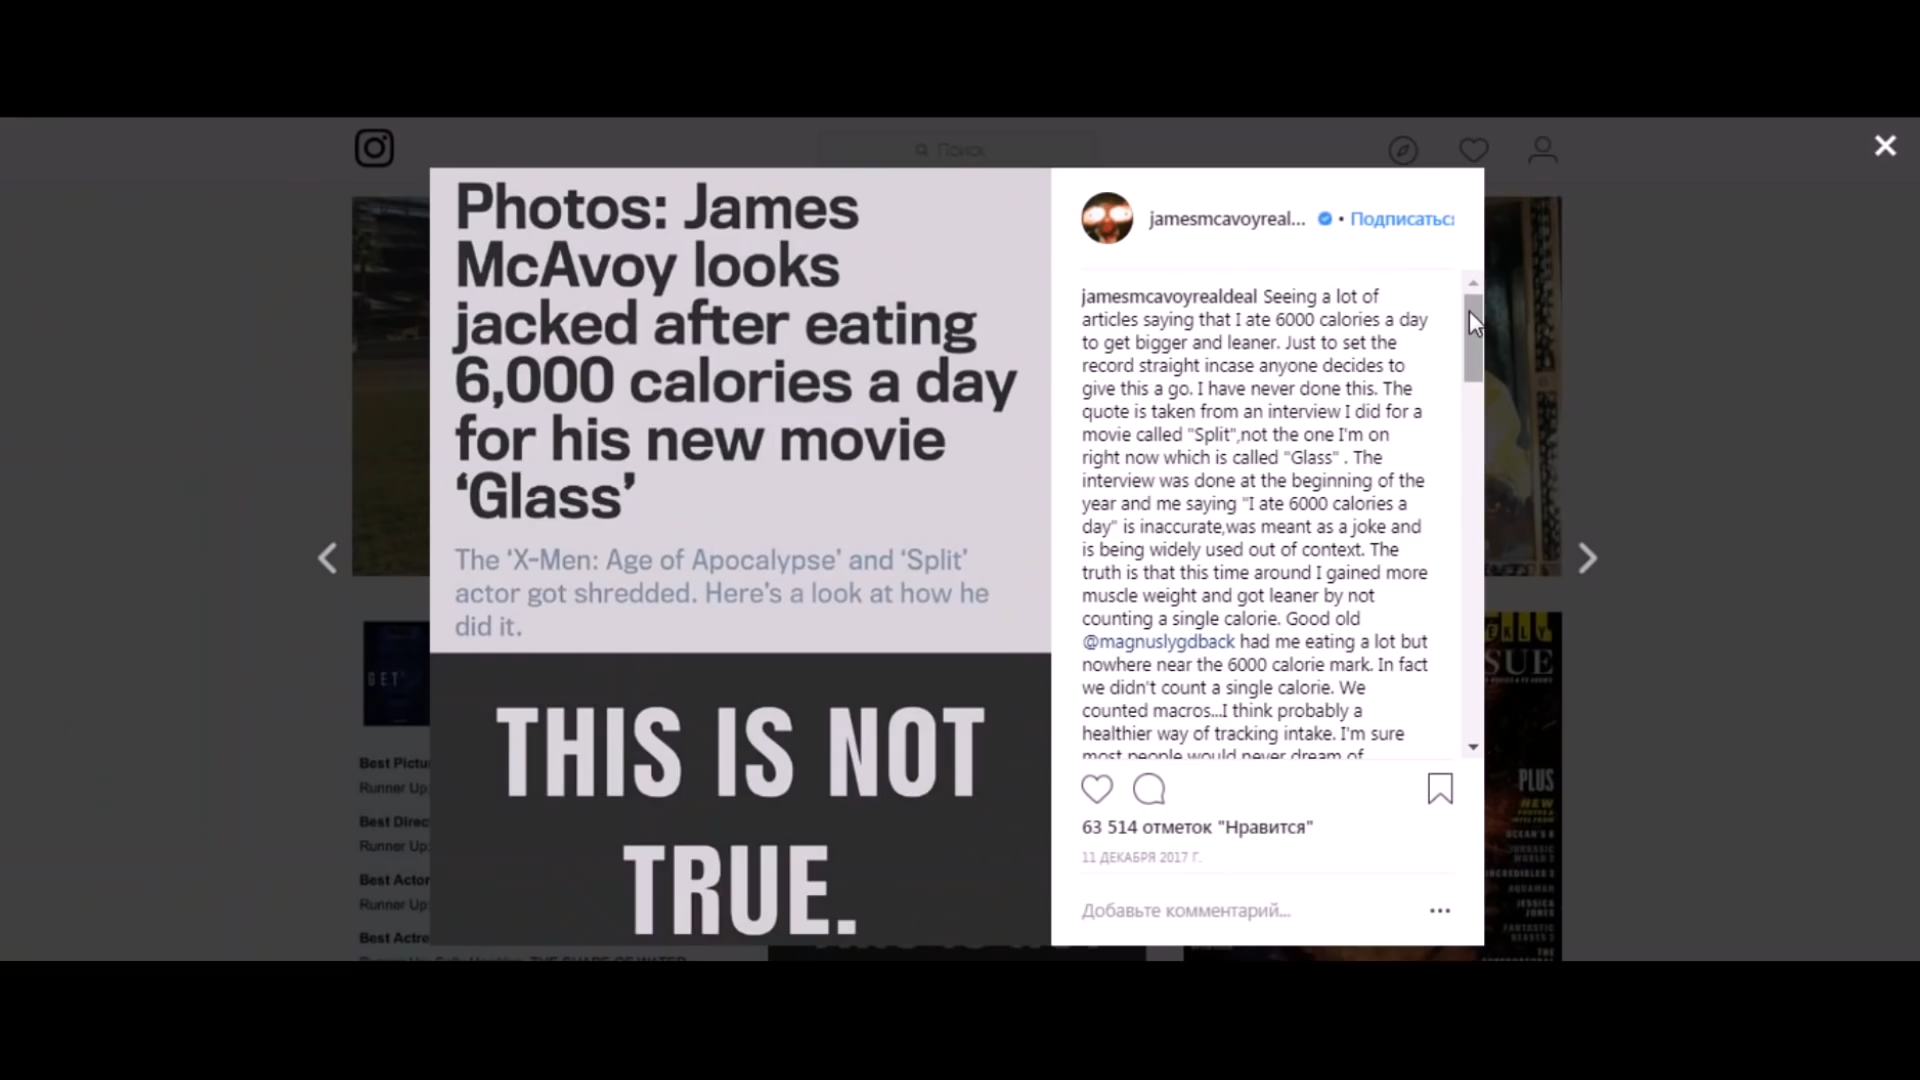 Поиск
Photos: James
McAvoy looks
jacked after eating
6,000 calories a day
for his new movie
‘Glass’
The ‘X-Men: Age of Apocalypse’ and ‘Split’
actor got shredded. Here’s a look at how he
did it.
THIS IS NOT
TRUE.
jamesmcavoyreal... • Подписатьс
jamesmcavoyrealdeal Seeing a lot of
articles saying that I ate 6000 calories a day
to get bigger and leaner. Just to set the
record straight incase anyone decides to
give this a go. I have never done this. The
quote is taken from an interview I did for a
movie called "Split",not the one I'm on
right now which is called "Glass" . The
interview was done at the beginning of the
year and me saying "I ate 6000 calories a
day" is inaccurate,was meant as a joke and
is being widely used out of context. The
truth is that this time around I gained more
muscle weight and got leaner by not
counting a single calorie. Good old
@magnuslygdback had me eating a lot but
nowhere near the 6000 calorie mark. In fact
we didn't count a single calorie. We
counted macros...I think probably a
healthier way of tracking intake. I'm sure
most people would never dream of
63 514 отметок "Нравится"
11 ДЕКАБРЯ 2017 Г.
Добавьте комментарий...
GET
Best Pictu
Runner Up:
Best Direc
Runner Up:
Best Actor
Runner Up:
Best Actre
EKLY
SUE
PLUS
NEW
OCEAN'S 8
JURASSIC
WORLD 2
INCREDIBLES 2
AQUAMAN
JESSICA
JONES
FANTASTIC
BEASTS 2
THE